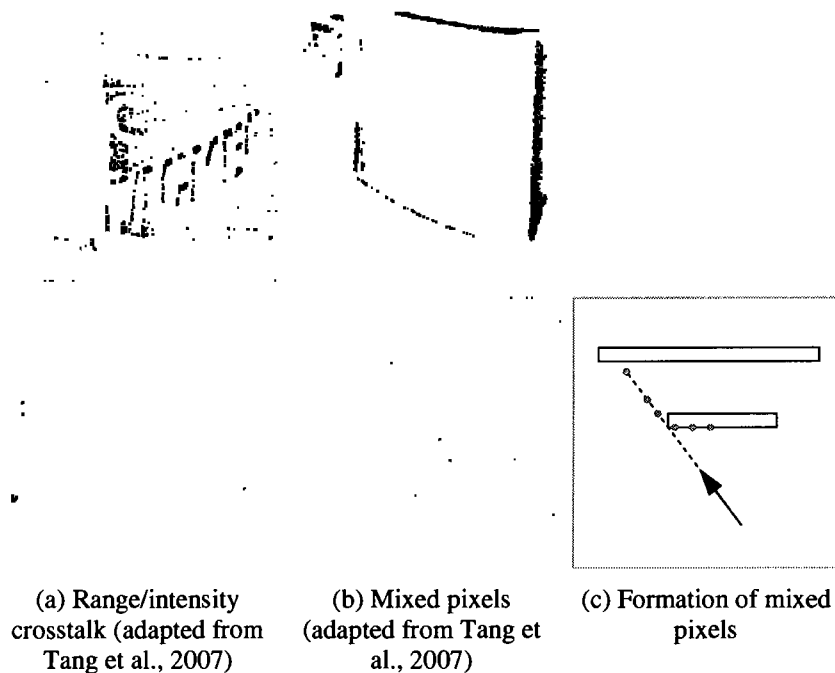 (a) Range/intensity
crosstalk (adapted from
Tang et al., 2007)
(b) Mixed pixels
(adapted from Tang et
al., 2007)
(c) Formation of mixed
pixels